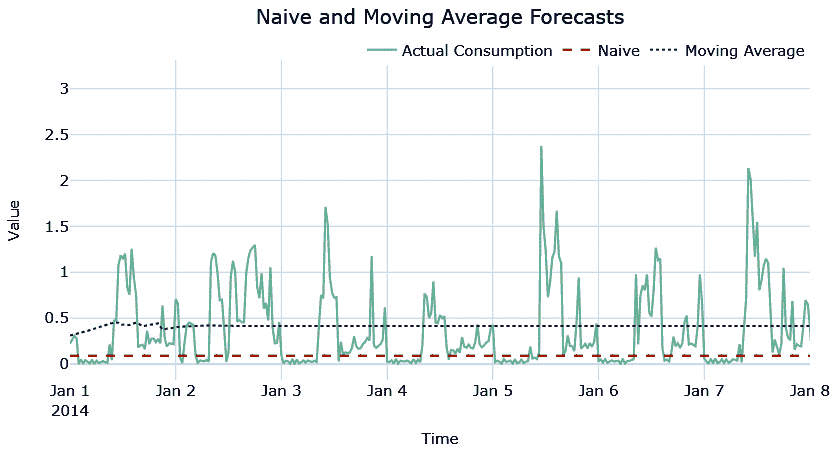 Naive and Moving Average Forecasts
Actual Consumption Naive Moving Average
3
2.5
2
1.5
1
0.5
0
Value
Jan 1 Jan 2 Jan 3 Jan 4 Jan 5 Jan 6 Jan 7 Jan 8
2014
Time